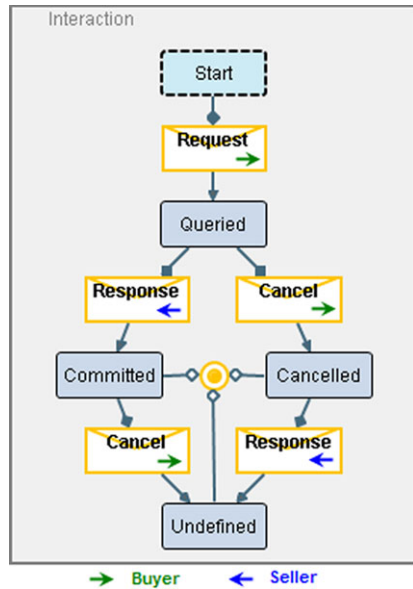 Interaction
Start
Request
Queried
Response
Cancel
Committed
Cancelled
Cancel
Response
Undefined
Buyer
Seller